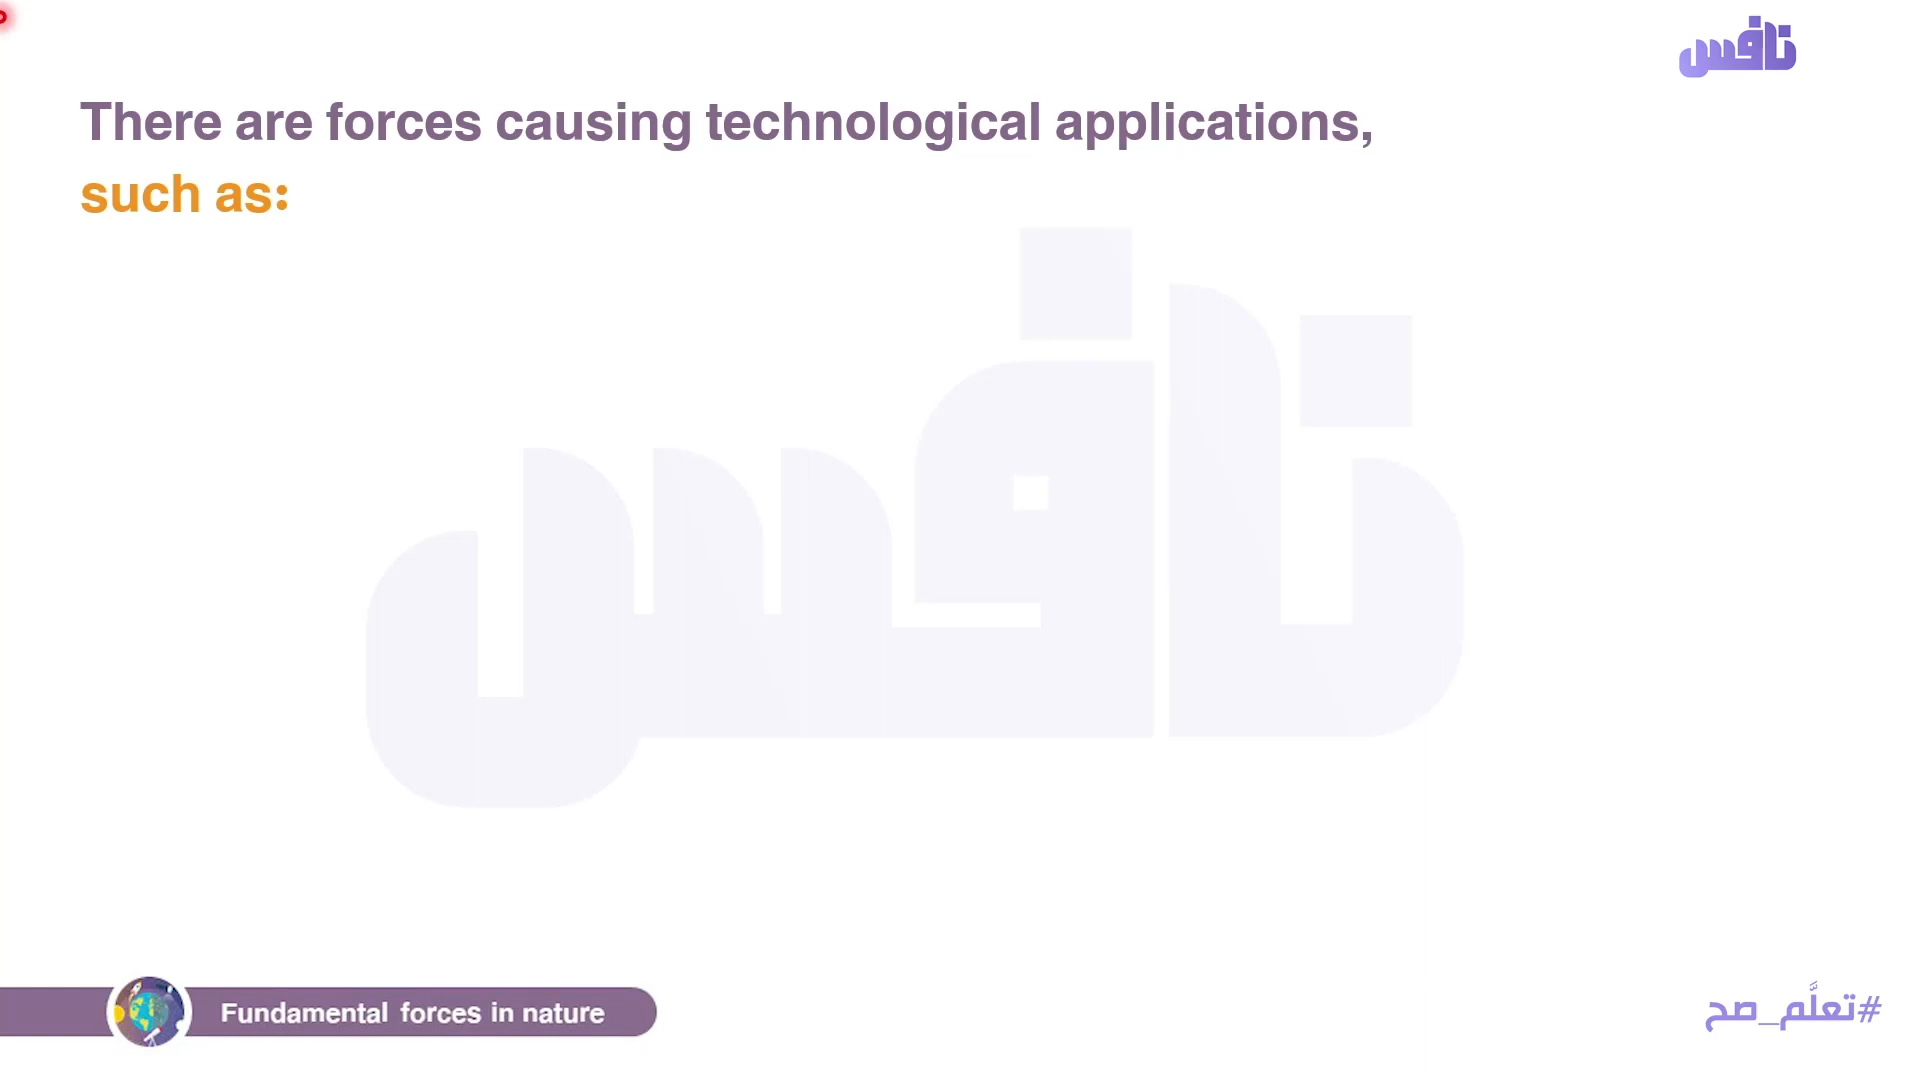 نافس
There are forces causing technological applications,
such as:
نافس
Fundamental forces in nature
#تعلَّم_صح